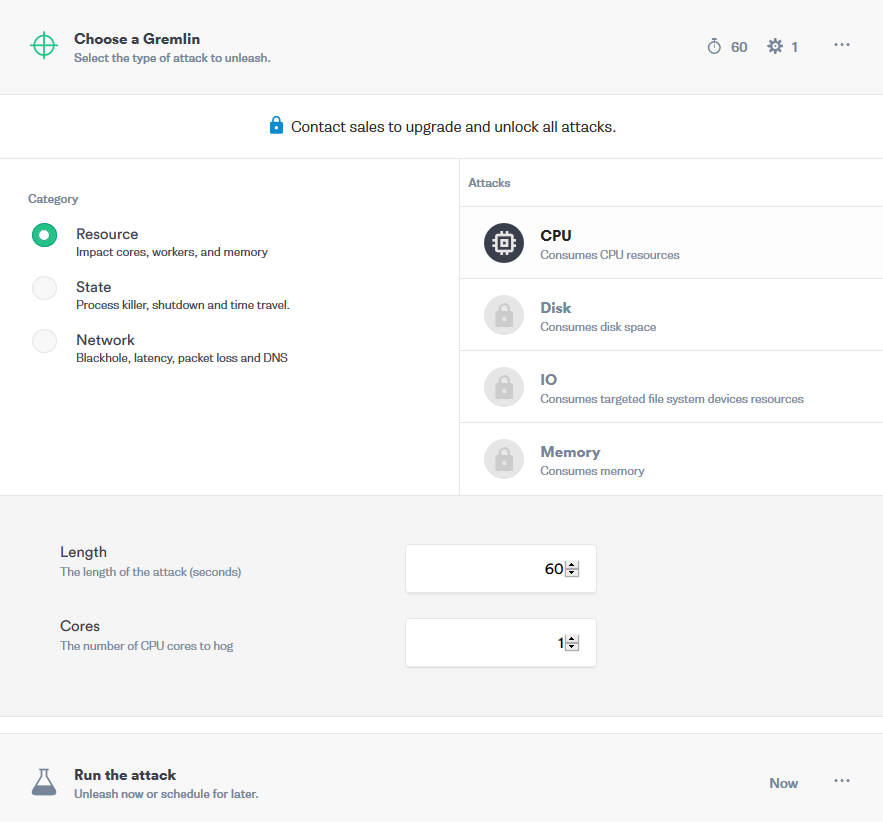 Choose a Gremlin
Select the type of attack to unleash.
60 1 ...
Contact sales to upgrade and unlock all attacks.
Category
Resource
Impact cores, workers, and memory
State
Process killer, shutdown and time travel.
Network
Blackhole, latency, packet loss and DNS
Attacks
CPU
Consumes CPU resources
Disk
Consumes disk space
IO
Consumes targeted file system devices resources
Memory
Consumes memory
Length
The length of the attack (seconds)
60
Cores
The number of CPU cores to hog
1
Run the attack
Unleash now or schedule for later.
Now ...